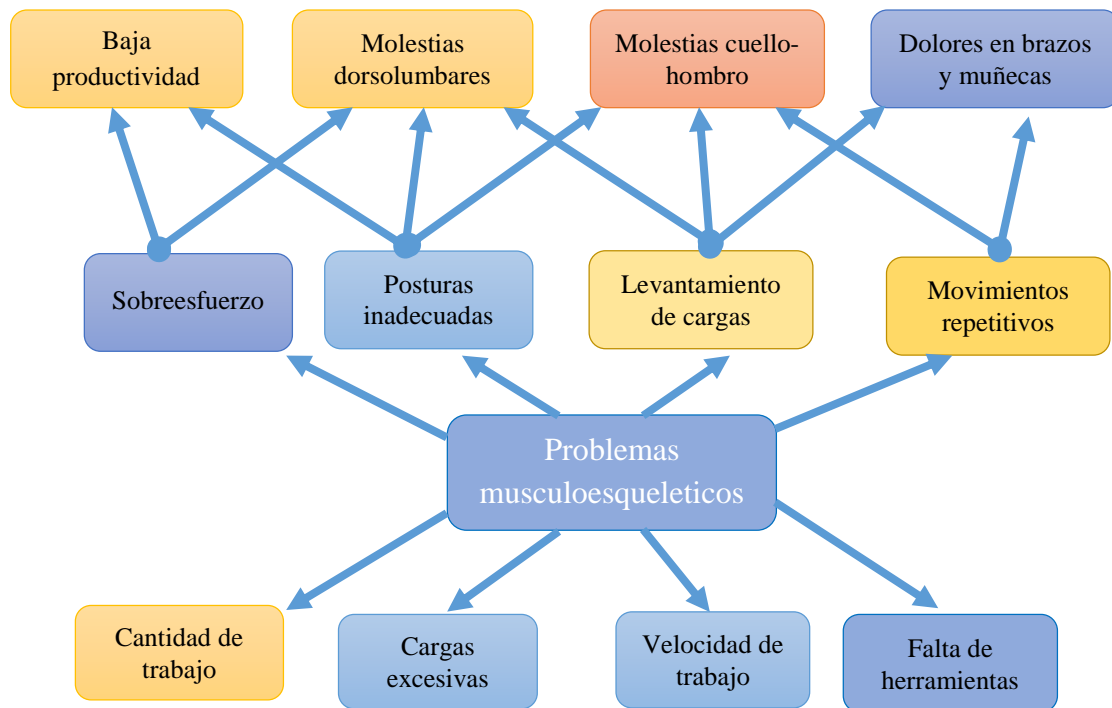 Baja
productividad
Molestias
dorsolumbares
Molestias cuello-
hombro
Dolores en brazos
y muñecas
Sobreesfuerzo
Posturas
inadecuadas
Levantamiento
de cargas
Movimientos
repetitivos
Problemas
musculoesqueleticos
Cantidad de
trabajo
Cargas
excesivas
Velocidad de
trabajo
Falta de
herramientas